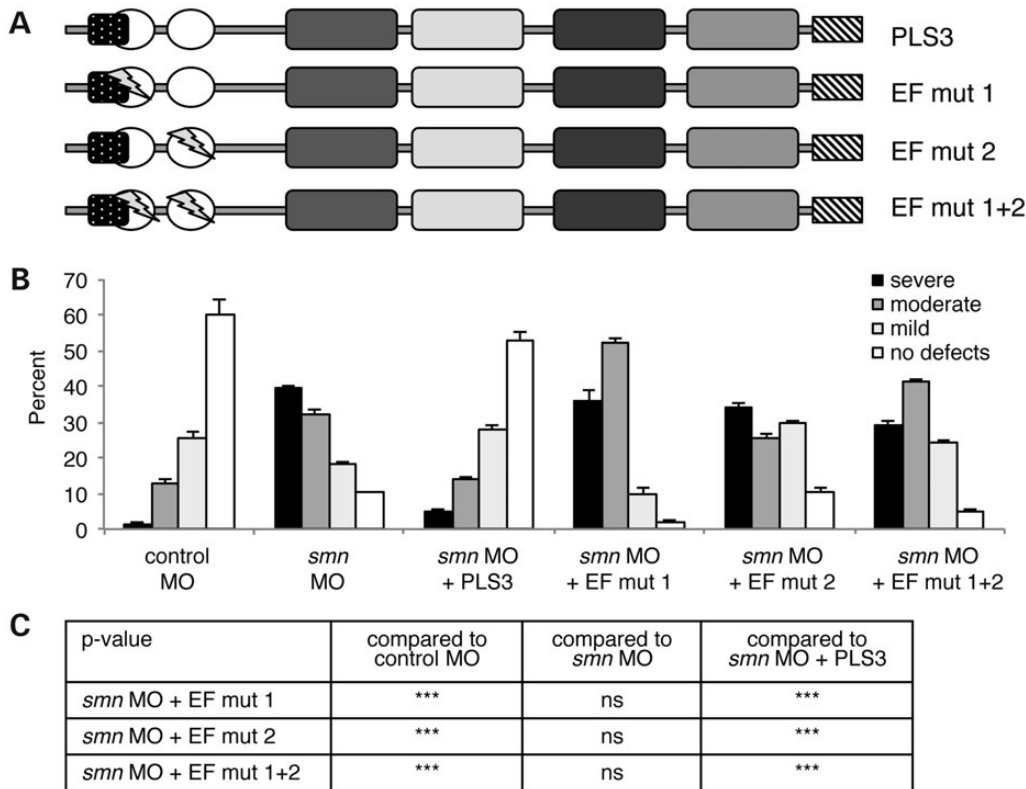 A
PLS3
EF mut 1
EF mut 2
EF mut 1+2
B
70
60
50
40
30
20
10
0
Percent
severe
moderate
mild
no defects
control
MO
smn
MO
smn MO
+ PLS3
smn MO
+ EF mut 1
smn MO
+ EF mut 2
smn MO
+ EF mut 1+2
C
p-value
compared to
control MO
compared to
smn MO
compared to
smn MO + PLS3
smn MO + EF mut 1
***
ns
***
smn MO + EF mut 2
***
ns
***
smn MO + EF mut 1+2
***
ns
***